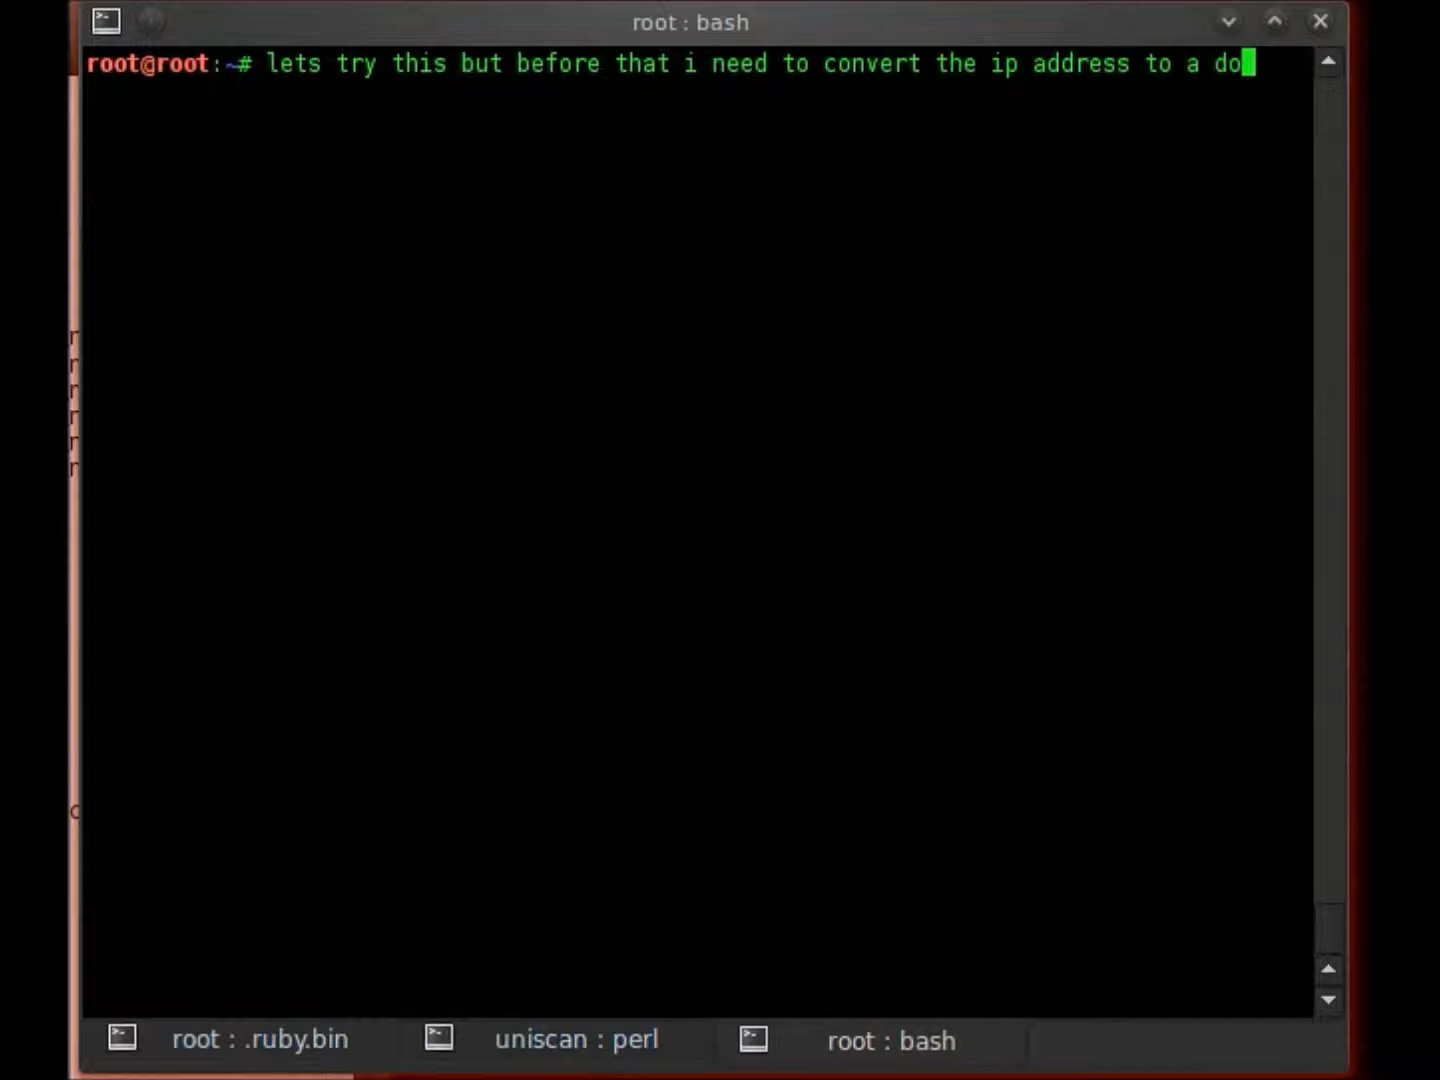 root : bash
root@root:~# lets try this but before that i need to convert the ip address to a do
root : .ruby.bin
uniscan : perl
root : bash